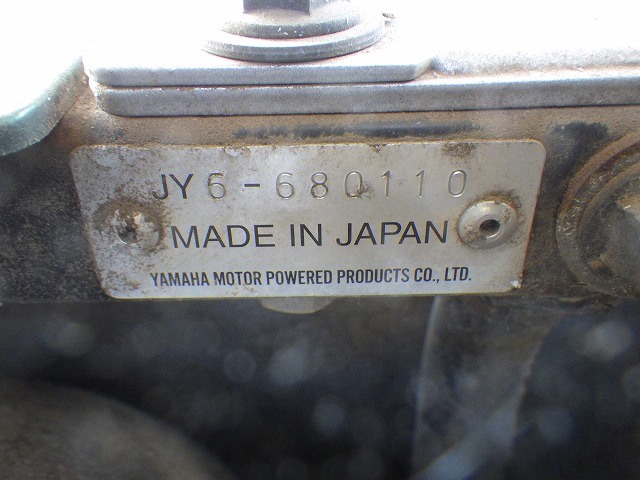 JY6-680110
MADE IN JAPAN
YAMAHA MOTOR POWERED PRODUCTS CO., LTD.